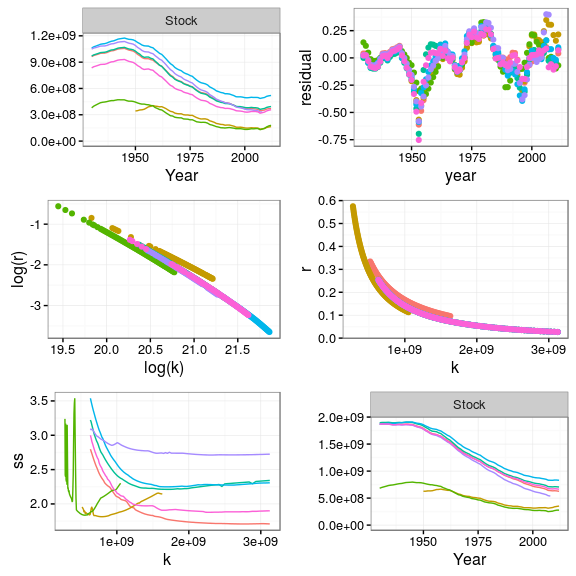 Stock
1.2e+09
9.0e+08
6.0e+08
3.0e+08
0.0e+00
1950 1975 2000
Year
residual
0.25
0.00
-0.25
-0.50
-0.75
1950 1975 2000
year
log(r)
-1
-2
-3
19.5 20.0 20.5 21.0 21.5
log(k)
r
0.6
0.5
0.4
0.3
0.2
0.1
0.0
1e+09 2e+09 3e+09
k
ss
3.5
3.0
2.5
2.0
1e+09 2e+09 3e+09
k
Stock
2.0e+09
1.5e+09
1.0e+09
5.0e+08
0.0e+00
1950 1975 2000
Year